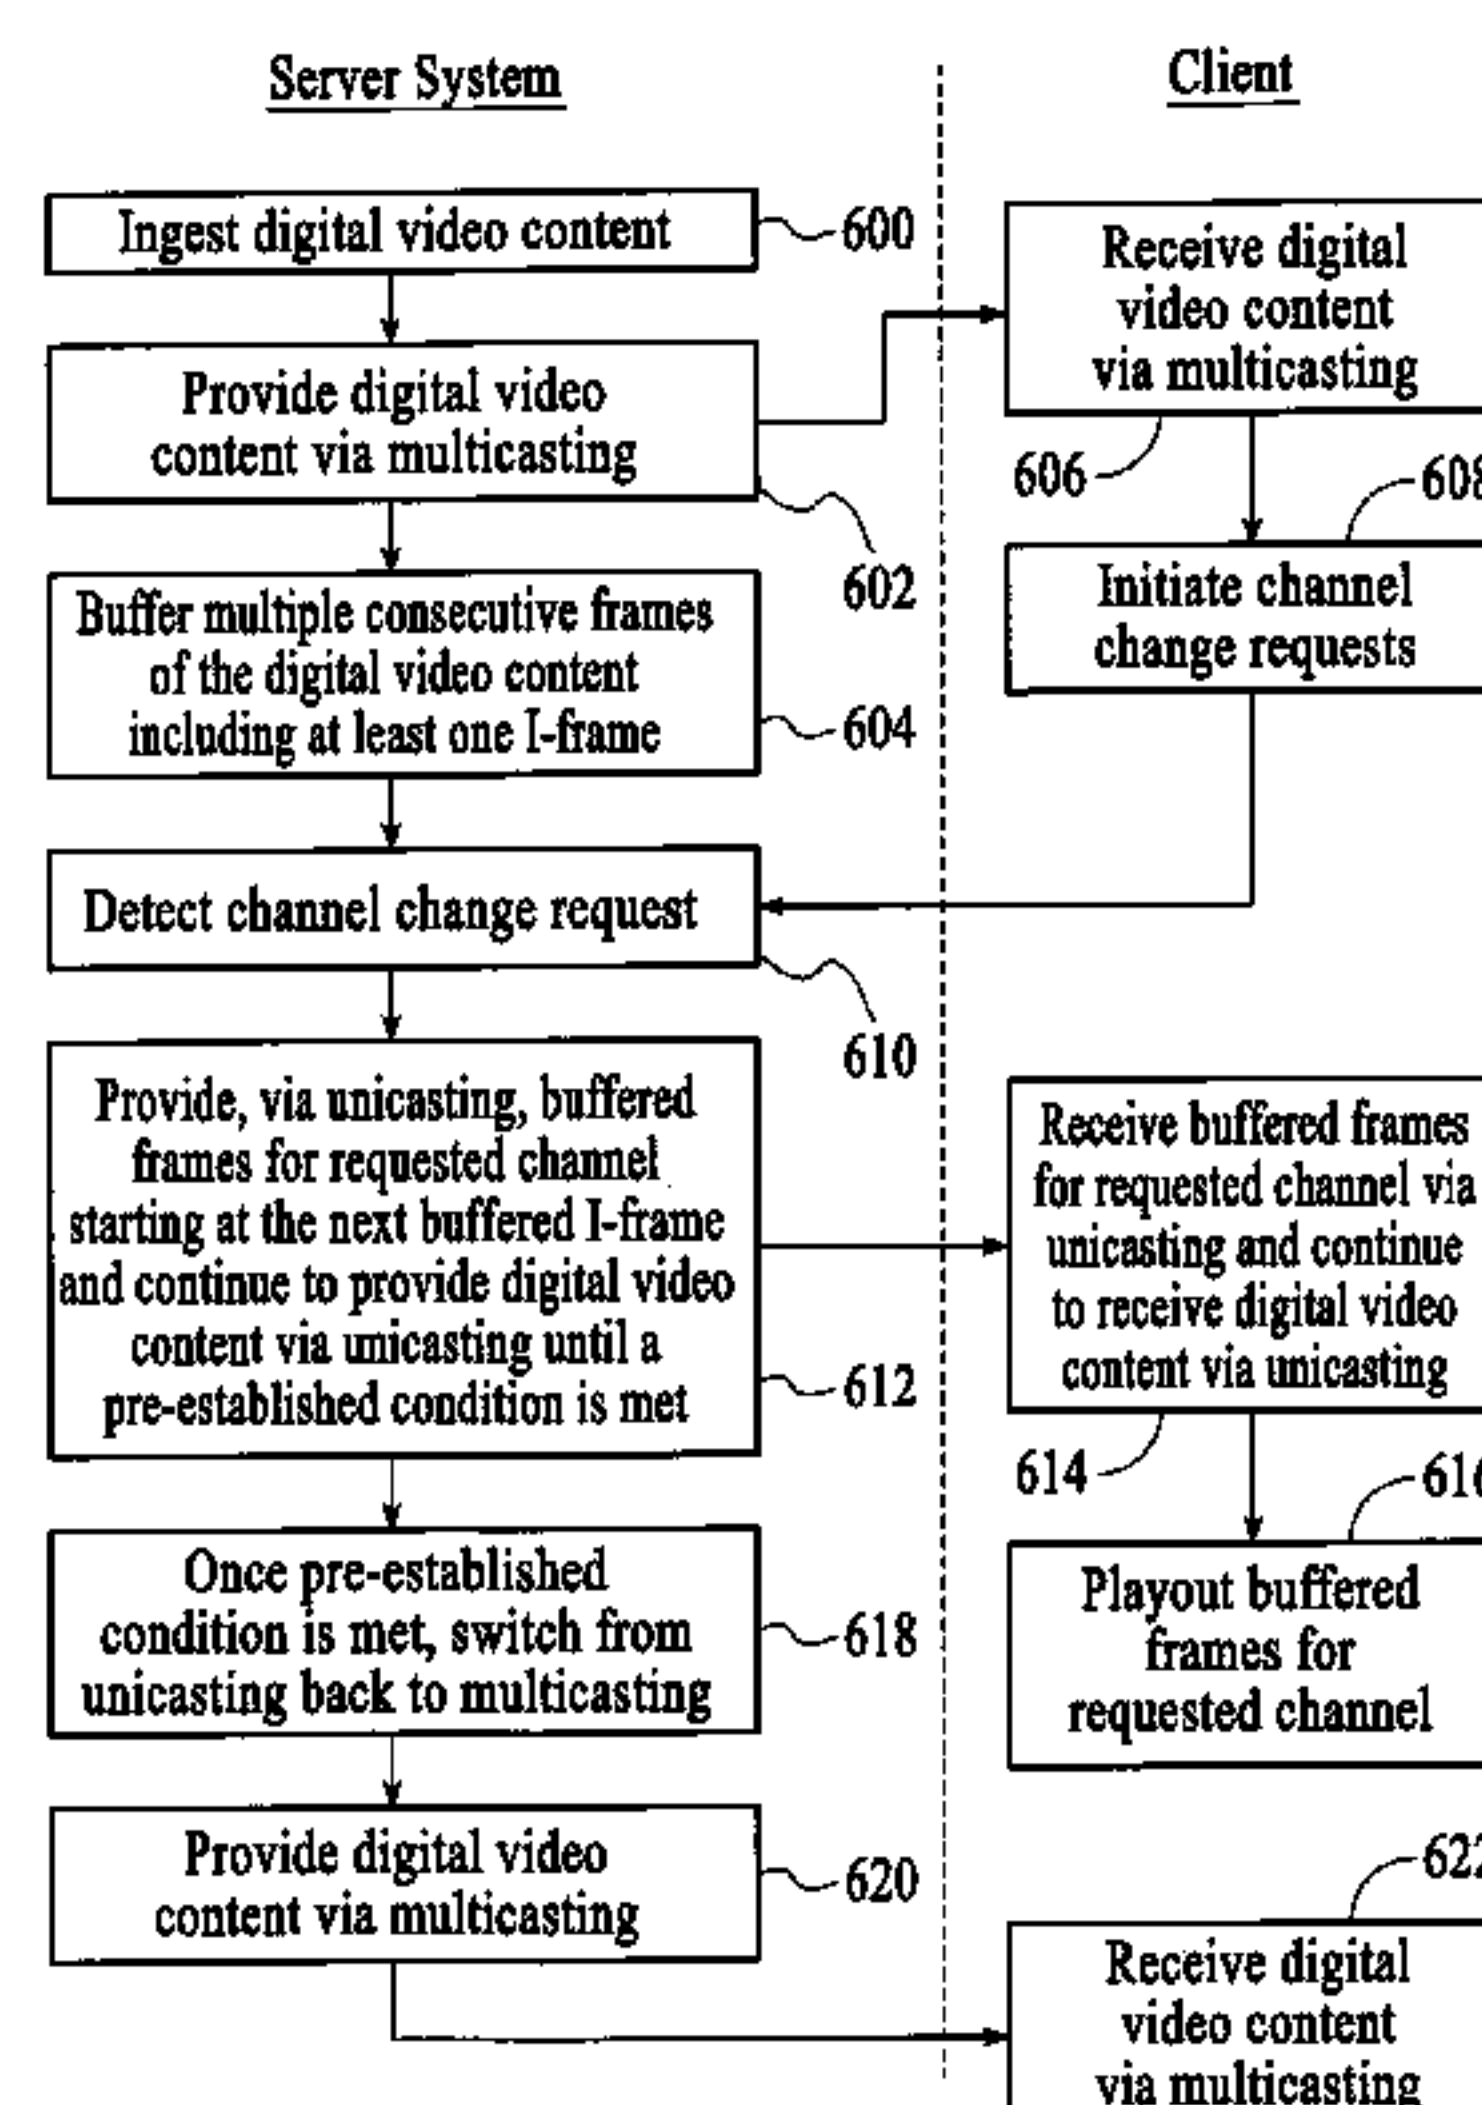 Server System
Client
Ingest digital video content
600
Receive digital
video content
via multicasting
606
Provide digital video
content via multicasting
602
608
Initiate channel
change requests
Buffer multiple consecutive frames
of the digital video content
including at least one I-frame
604
Detect channel change request
610
Provide, via unicasting, buffered
frames for requested channel
starting at the next buffered I-frame
and continue to provide digital video
content via unicasting until a
pre-established condition is met
612
Receive buffered frames
for requested channel via
unicasting and continue
to receive digital video
content via unicasting
614
616
Playout buffered
frames for
requested channel
Once pre-established
condition is met, switch from
unicasting back to multicasting
618
Provide digital video
content via multicasting
620
622
Receive digital
video content
via multicasting